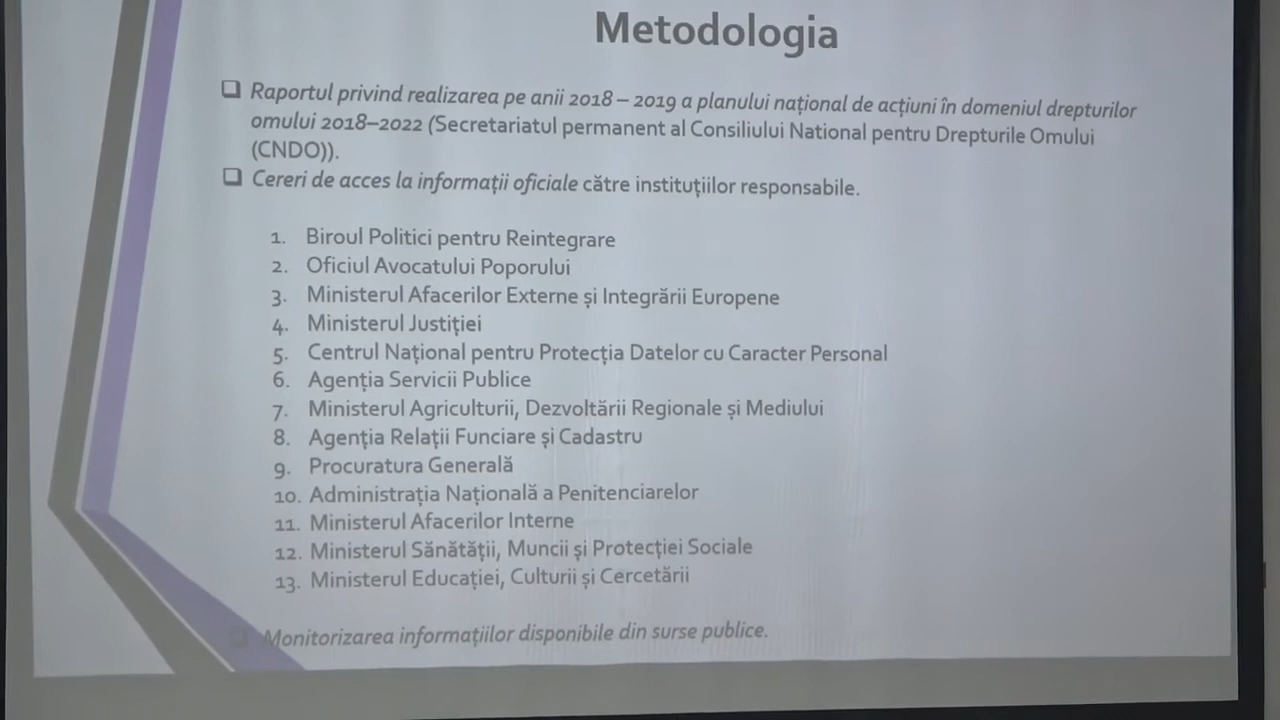 Metodologia
❑ Raportul privind realizarea pe anii 2018 – 2019 a planului național de acțiuni în domeniul drepturilor
omului 2018–2022 (Secretariatul permanent al Consiliului National pentru Drepturile Omului
(CNDO)).
❑ Cereri de acces la informații oficiale către instituțiilor responsabile.
1. Biroul Politici pentru Reintegrare
2. Oficiul Avocatului Poporului
3. Ministerul Afacerilor Externe și Integrării Europene
4. Ministerul Justiției
5. Centrul Național pentru Protecția Datelor cu Caracter Personal
6. Agenția Servicii Publice
7. Ministerul Agriculturii, Dezvoltării Regionale și Mediului
8. Agenția Relații Funciare și Cadastru
9. Procuratura Generală
10. Administrația Națională a Penitenciarelor
11. Ministerul Afacerilor Interne
12. Ministerul Sănătății, Muncii și Protecției Sociale
13. Ministerul Educației, Culturii și Cercetării
❑ Monitorizarea informațiilor disponibile din surse publice.